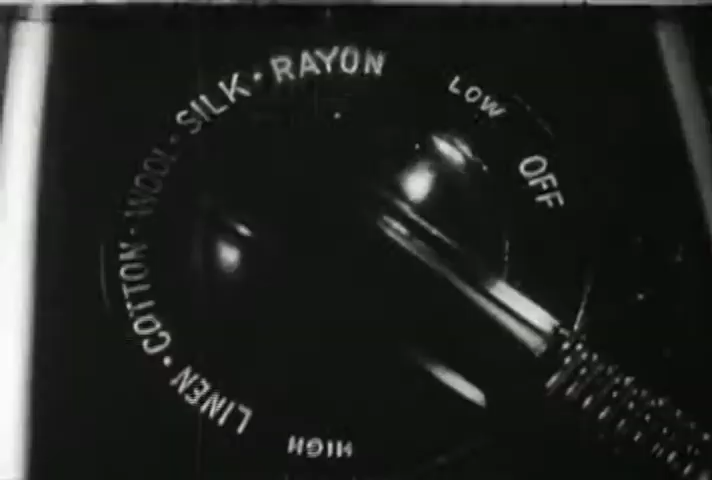 OFF
LOW
RAYON
SILK
WOOL
COTTON
LINEN
HIGH